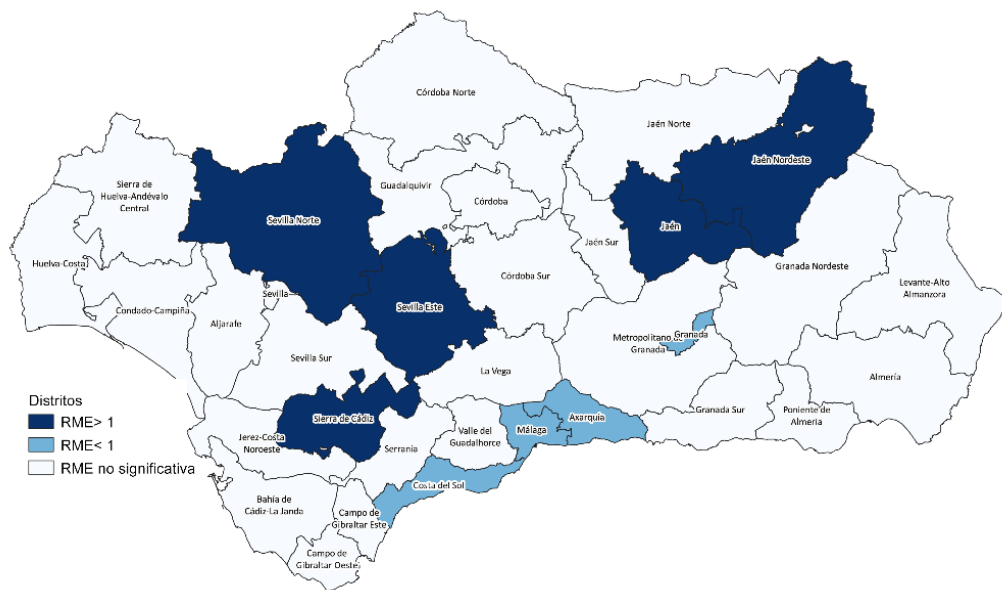 Córdoba Norte
Jaén Norte
Jaén Nordeste
Sierra de
Huelva-Andévalo
Central
Guadalquivir
Córdoba
Sevilla Norte
Jaén
Jaén Sur
Huelva-Costa
Granada Nordeste
Córdoba Sur
Levante-Alto
Almanzora
Sevilla
Condado-Campiña
Sevilla Este
Aljarafe
Metropolitano de
Granada
Granada
Sevilla Sur
La Vega
Almería
Distritos
RME> 1
RME< 1
RME no significativa
Sierra de Cádiz
Axarquía
Granada Sur
Poniente de
Almería
Málaga
Valle del
Guadalhorce
Jerez-Costa
Noroeste
Serranía
Costa del Sol
Bahía de
Cádiz-La Janda
Campo de
Gibraltar Este
Campo de
Gibraltar Oeste